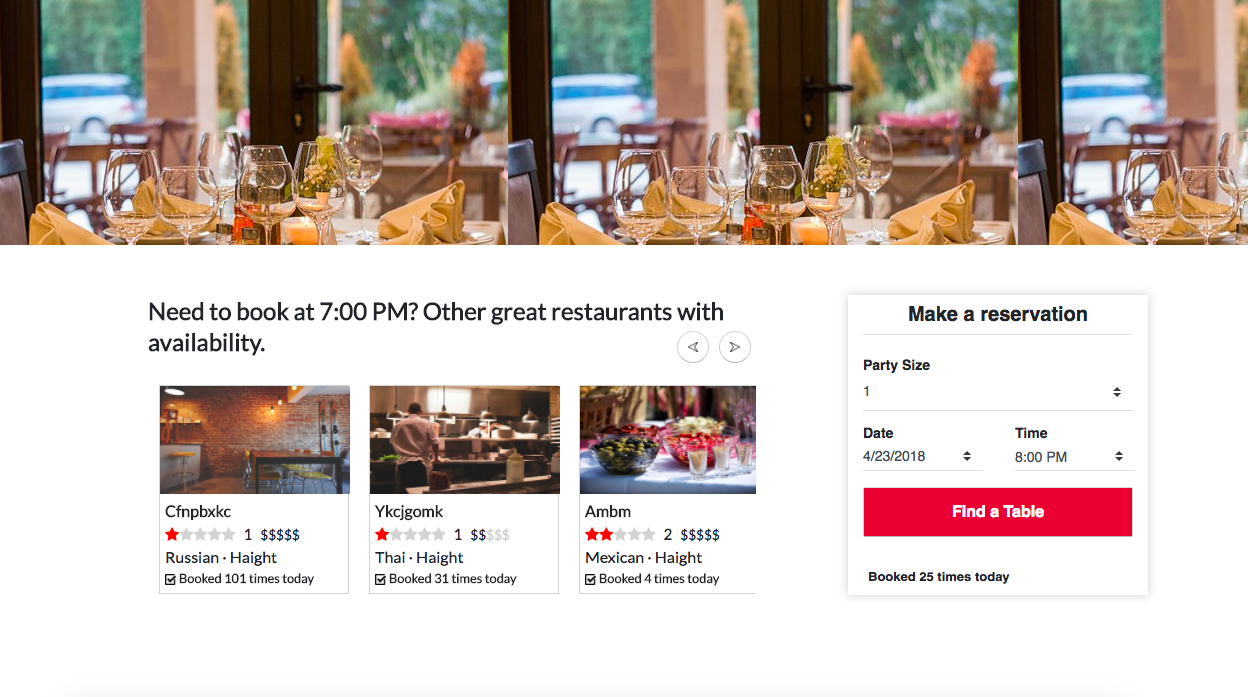 Need to book at 7:00 PM? Other great restaurants with
availability.
Cfnpbxkc
1 $$$$$
Russian · Haight
Booked 101 times today
Ykcjgomk
1 $$$$$
Thai · Haight
Booked 31 times today
Ambm
2 $$$$$
Mexican · Haight
Booked 4 times today
Make a reservation
Party Size
1
Date
Time
4/23/2018
8:00 PM
Find a Table
Booked 25 times today